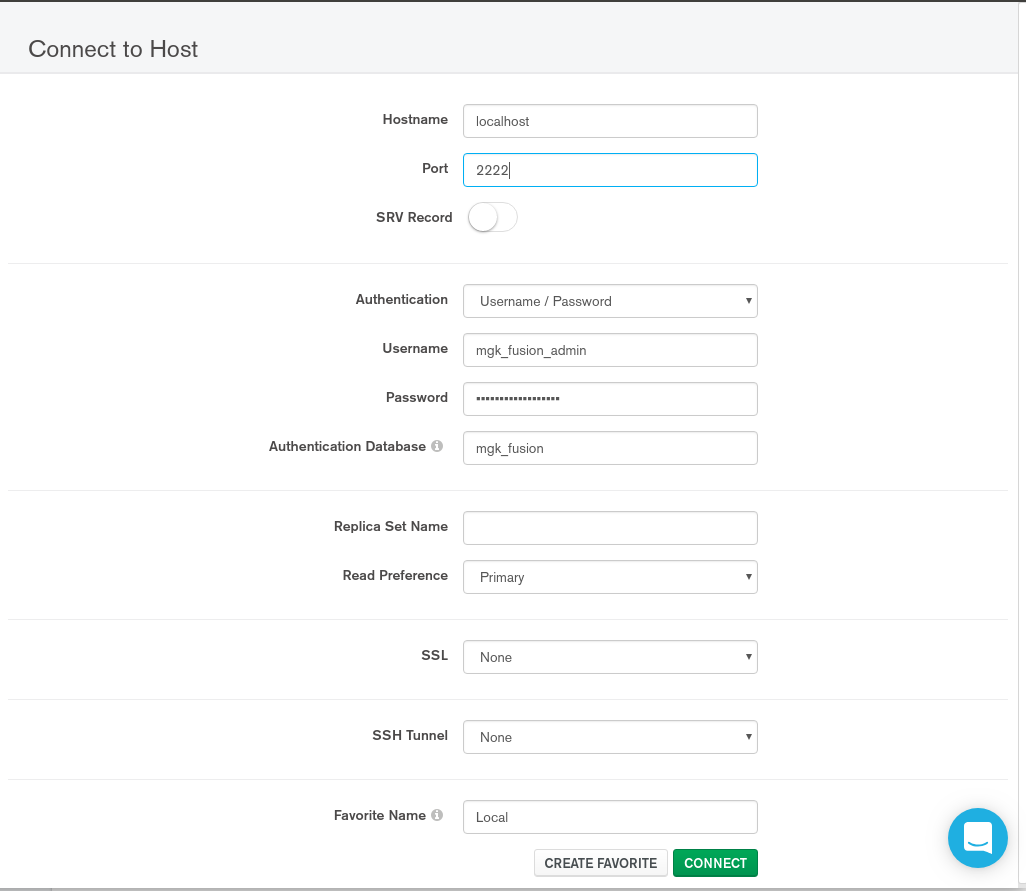 Connect to Host
Hostname localhost
Port 2222
SRV Record
Authentication Username / Password
Username mgk_fusion_admin
Password ••••••••••••••••••
Authentication Database mgk_fusion
Replica Set Name
Read Preference Primary
SSL None
SSH Tunnel None
Favorite Name Local
CREATE FAVORITE CONNECT